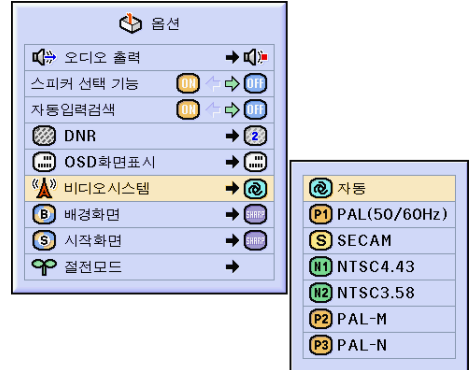 옵션
오디오 출력
스피커 선택 기능 ON OFF
자동입력검색 ON OFF
DNR 2
OSD화면표시
비디오시스템
B 배경화면 SHARP
S 시작화면 SHARP
절전모드
자동
P1 PAL(50/60Hz)
S SECAM
N1 NTSC4.43
N2 NTSC3.58
P2 PAL-M
P3 PAL-N